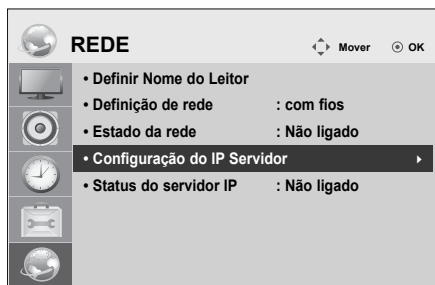 REDE
Mover OK
• Definir Nome do Leitor
• Definição de rede : com fios
• Estado da rede : Não ligado
• Configuração do IP Servidor
• Status do servidor IP : Não ligado